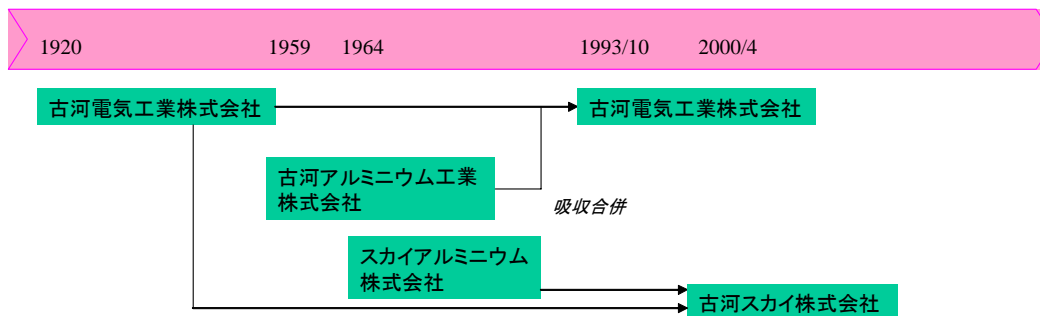 1920 1959 1964 1993/10 2000/4
古河電気工業株式会社 古河電気工業株式会社
古河アルミニウム工業
株式会社
吸収合併
スカイアルミニウム
株式会社
古河スカイ株式会社